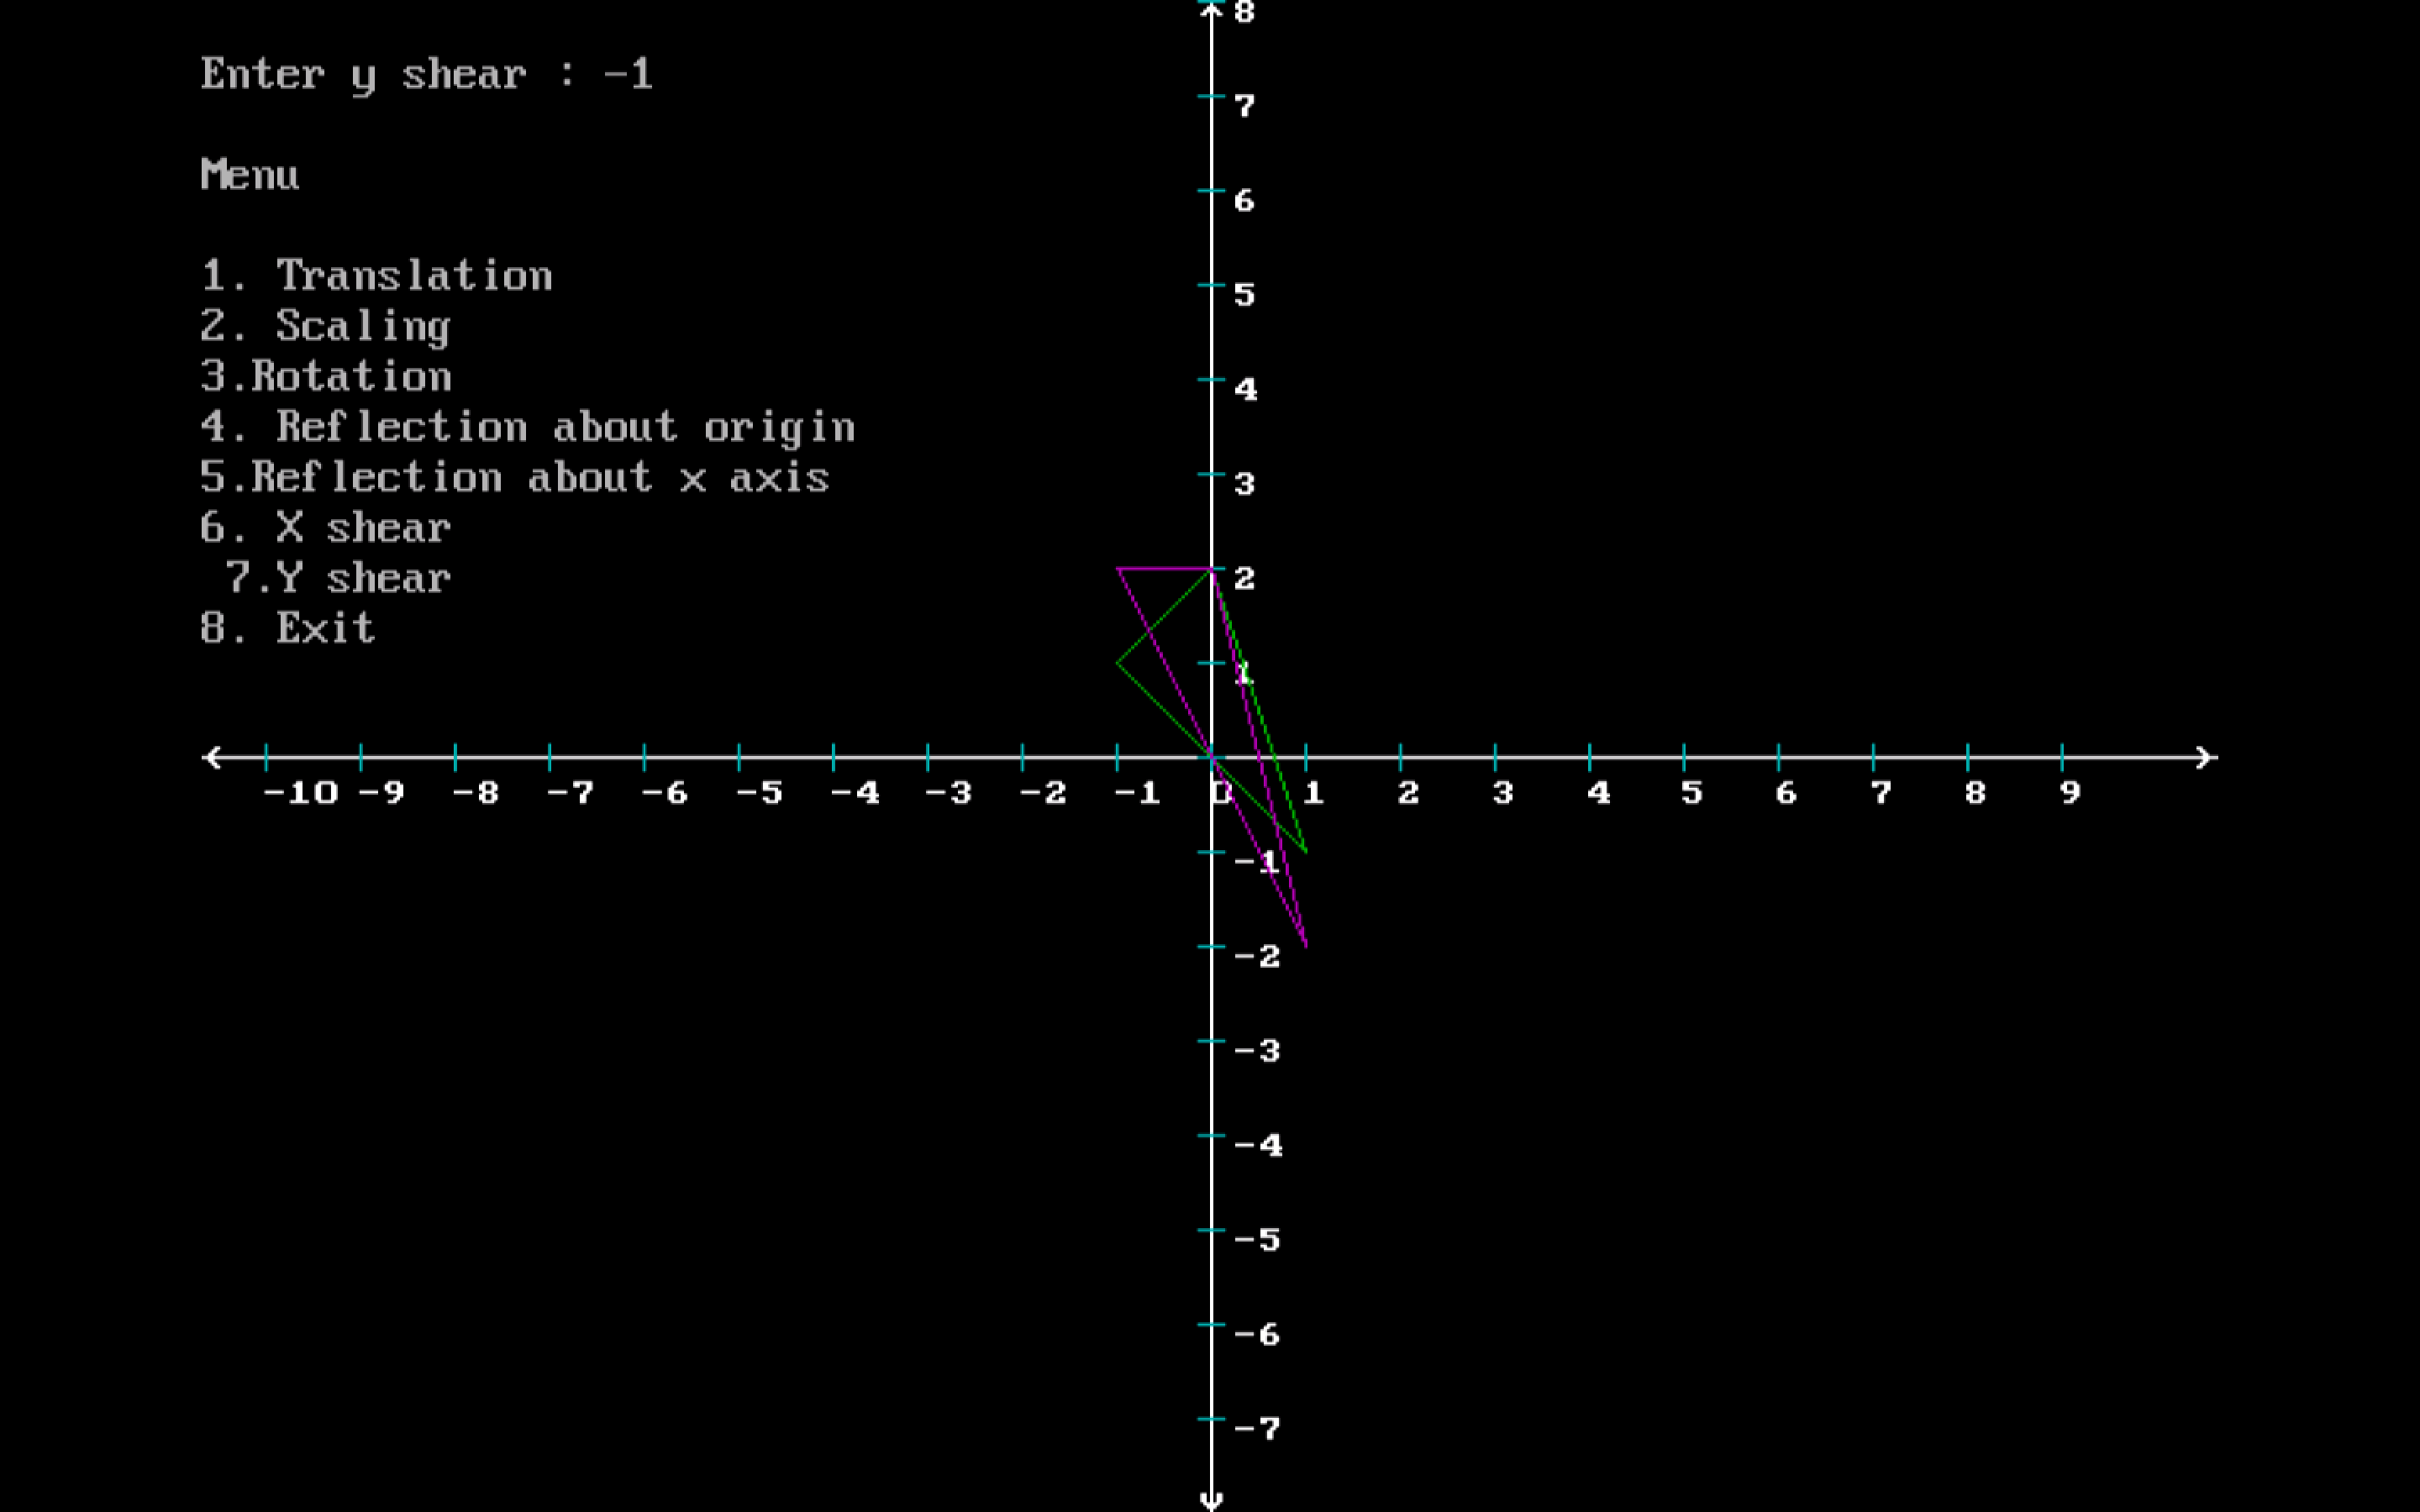 Enter y shear : -1
Menu
1. Translation
2. Scaling
3.Rotation
4. Reflection about origin
5.Reflection about x axis
6. X shear
7.Y shear
8. Exit
8
7
6
5
4
3
2
1
-10 -9 -8 -7 -6 -5 -4 -3 -2 -1 0 1 2 3 4 5 6 7 8 9
-1
-2
-3
-4
-5
-6
-7